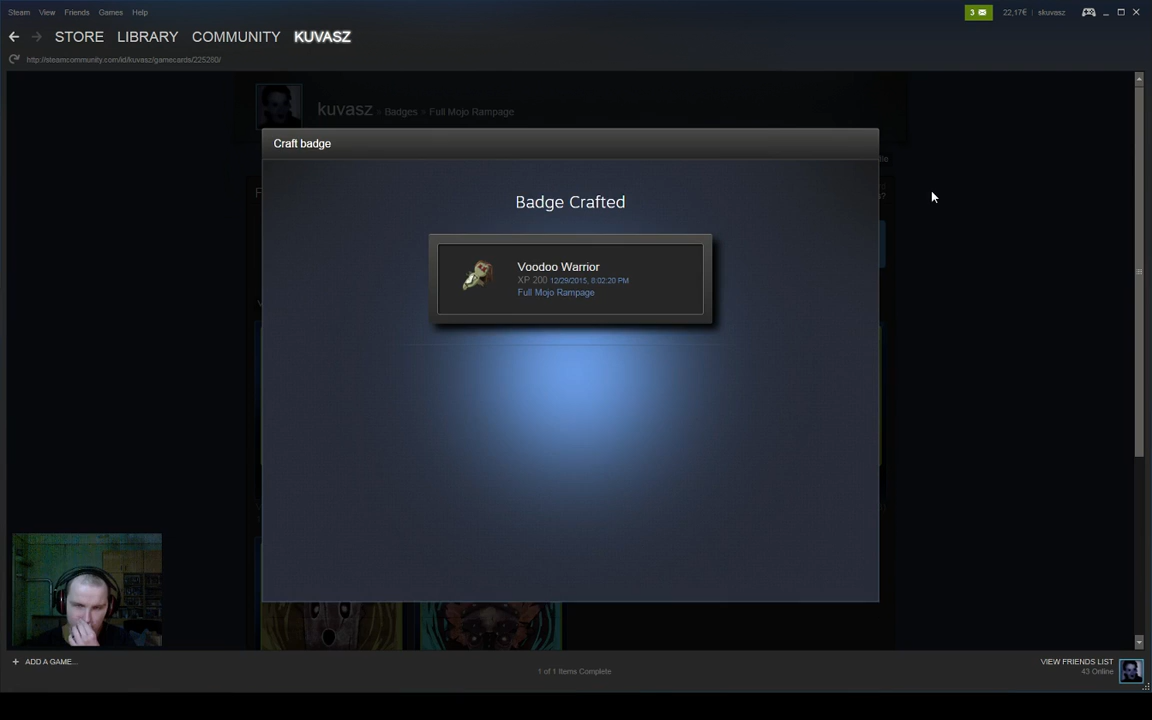 Steam View Friends Games Help
3 22,17€ skuvasz
STORE LIBRARY COMMUNITY KUVASZ
http://steamcommunity.com/id/kuvasz/gamecards/225280/
kuvasz Badges Full Mojo Rampage
Craft badge
Badge Crafted
Voodoo Warrior
XP 200 12/29/2015, 8:02:20 PM
Full Mojo Rampage
+ ADD A GAME...
1 of 1 Items Complete
VIEW FRIENDS LIST
43 Online